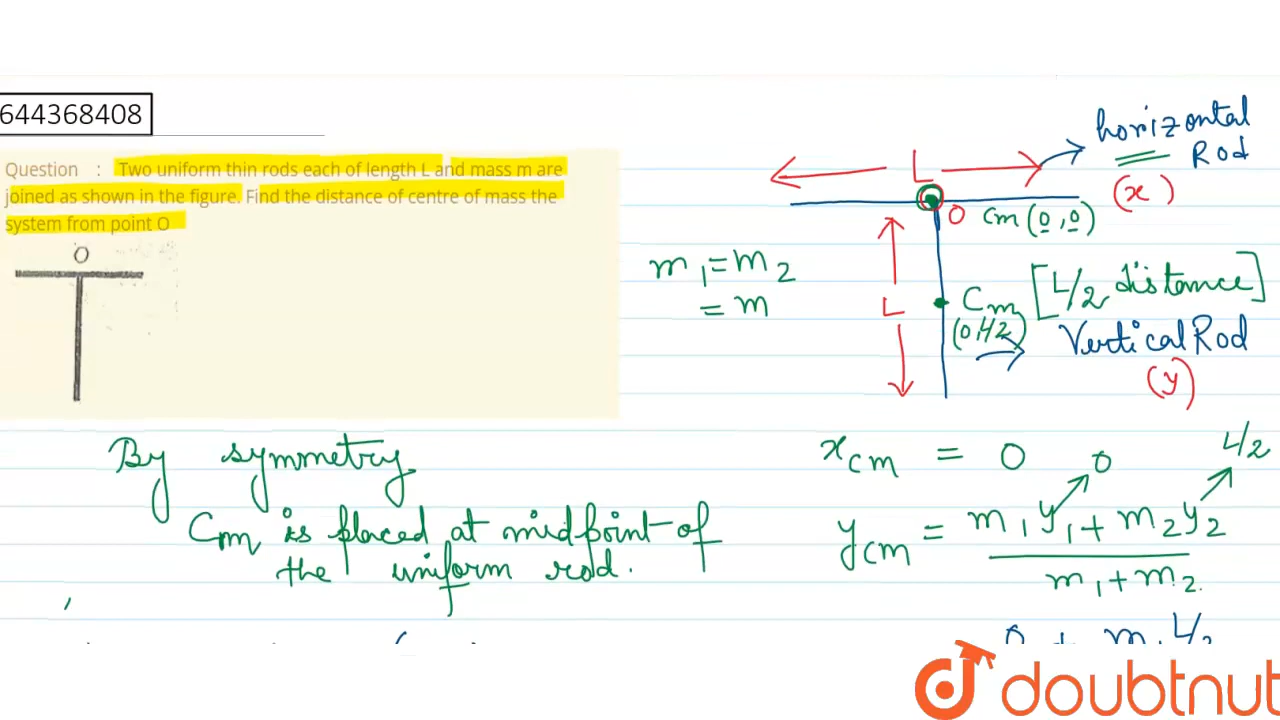 644368408
Question : Two uniform thin rods each of length L and mass m are
joined as shown in the figure. Find the distance of centre of mass the
system from point O
O
horizontal
Rod
(x)
L
O
cm (0,0)
m1=m2
= m
L
Cm [L/2 distance]
(0,L/2)
Vertical Rod
(y)
By symmetry
Cm is placed at midpoint of
the uniform rod.
xcm = 0
0
L/2
ycm = m1y1+m2y2
m1+m2
0 + m.L/2
doubtnut